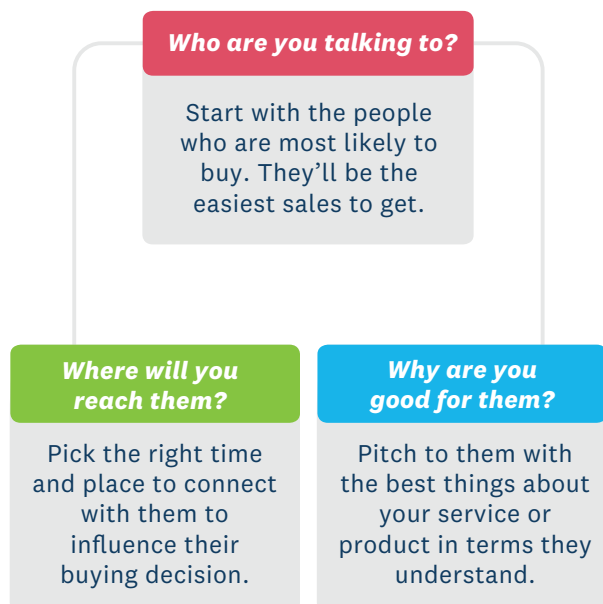 Who are you talking to?
Start with the people
who are most likely to
buy. They’ll be the
easiest sales to get.
Where will you
reach them?
Pick the right time
and place to connect
with them to
influence their
buying decision.
Why are you
good for them?
Pitch to them with
the best things about
your service or
product in terms they
understand.